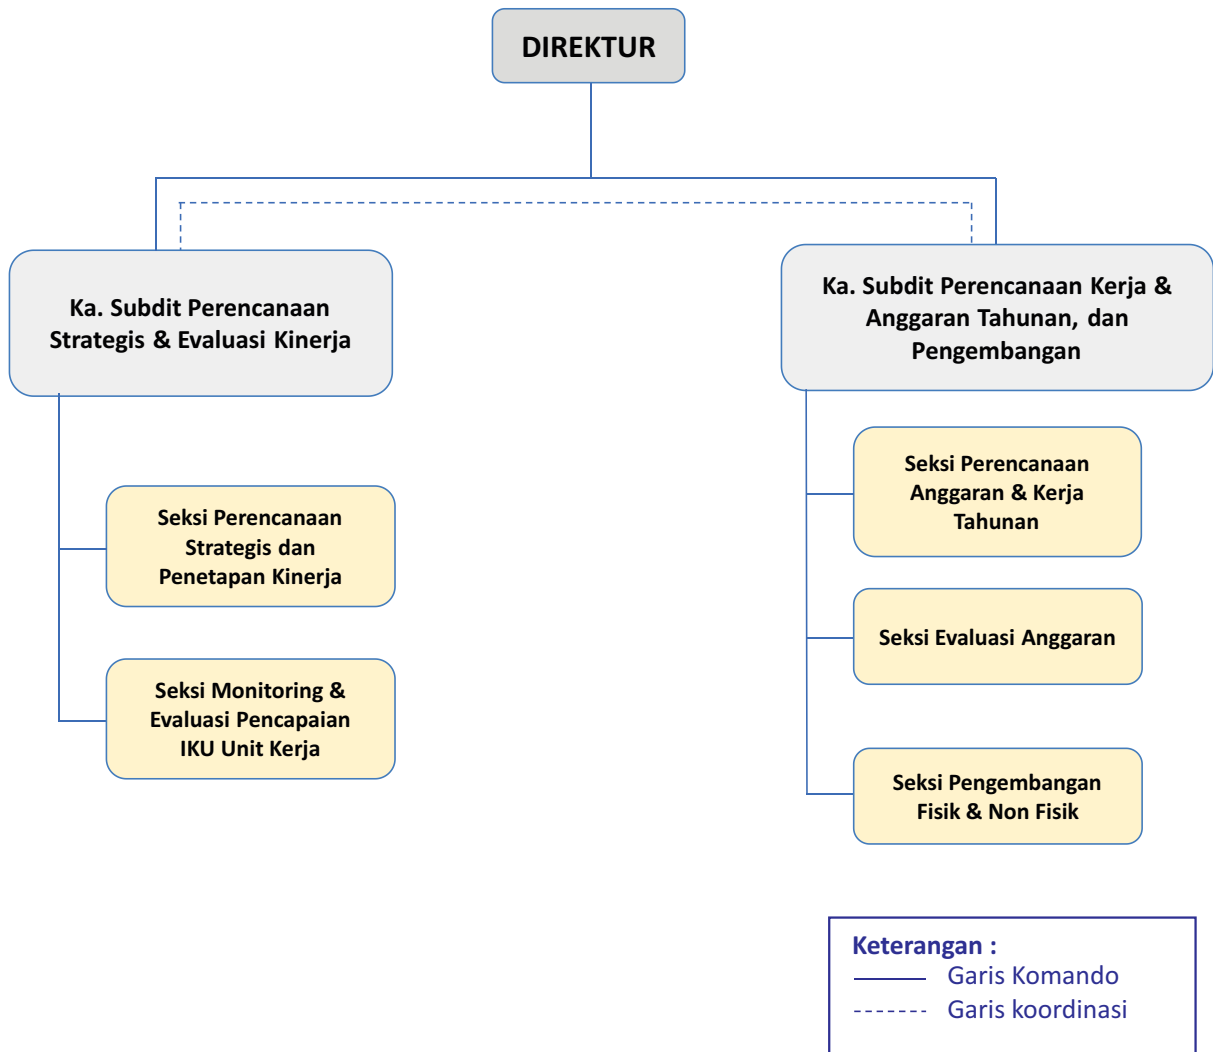 DIREKTUR
Ka. Subdit Perencanaan
Strategis & Evaluasi Kinerja
Ka. Subdit Perencanaan Kerja &
Anggaran Tahunan, dan
Pengembangan
Seksi Perencanaan
Strategis dan
Penetapan Kinerja
Seksi Monitoring &
Evaluasi Pencapaian
IKU Unit Kerja
Seksi Perencanaan
Anggaran & Kerja
Tahunan
Seksi Evaluasi Anggaran
Seksi Pengembangan
Fisik & Non Fisik
Keterangan :
Garis Komando
Garis koordinasi